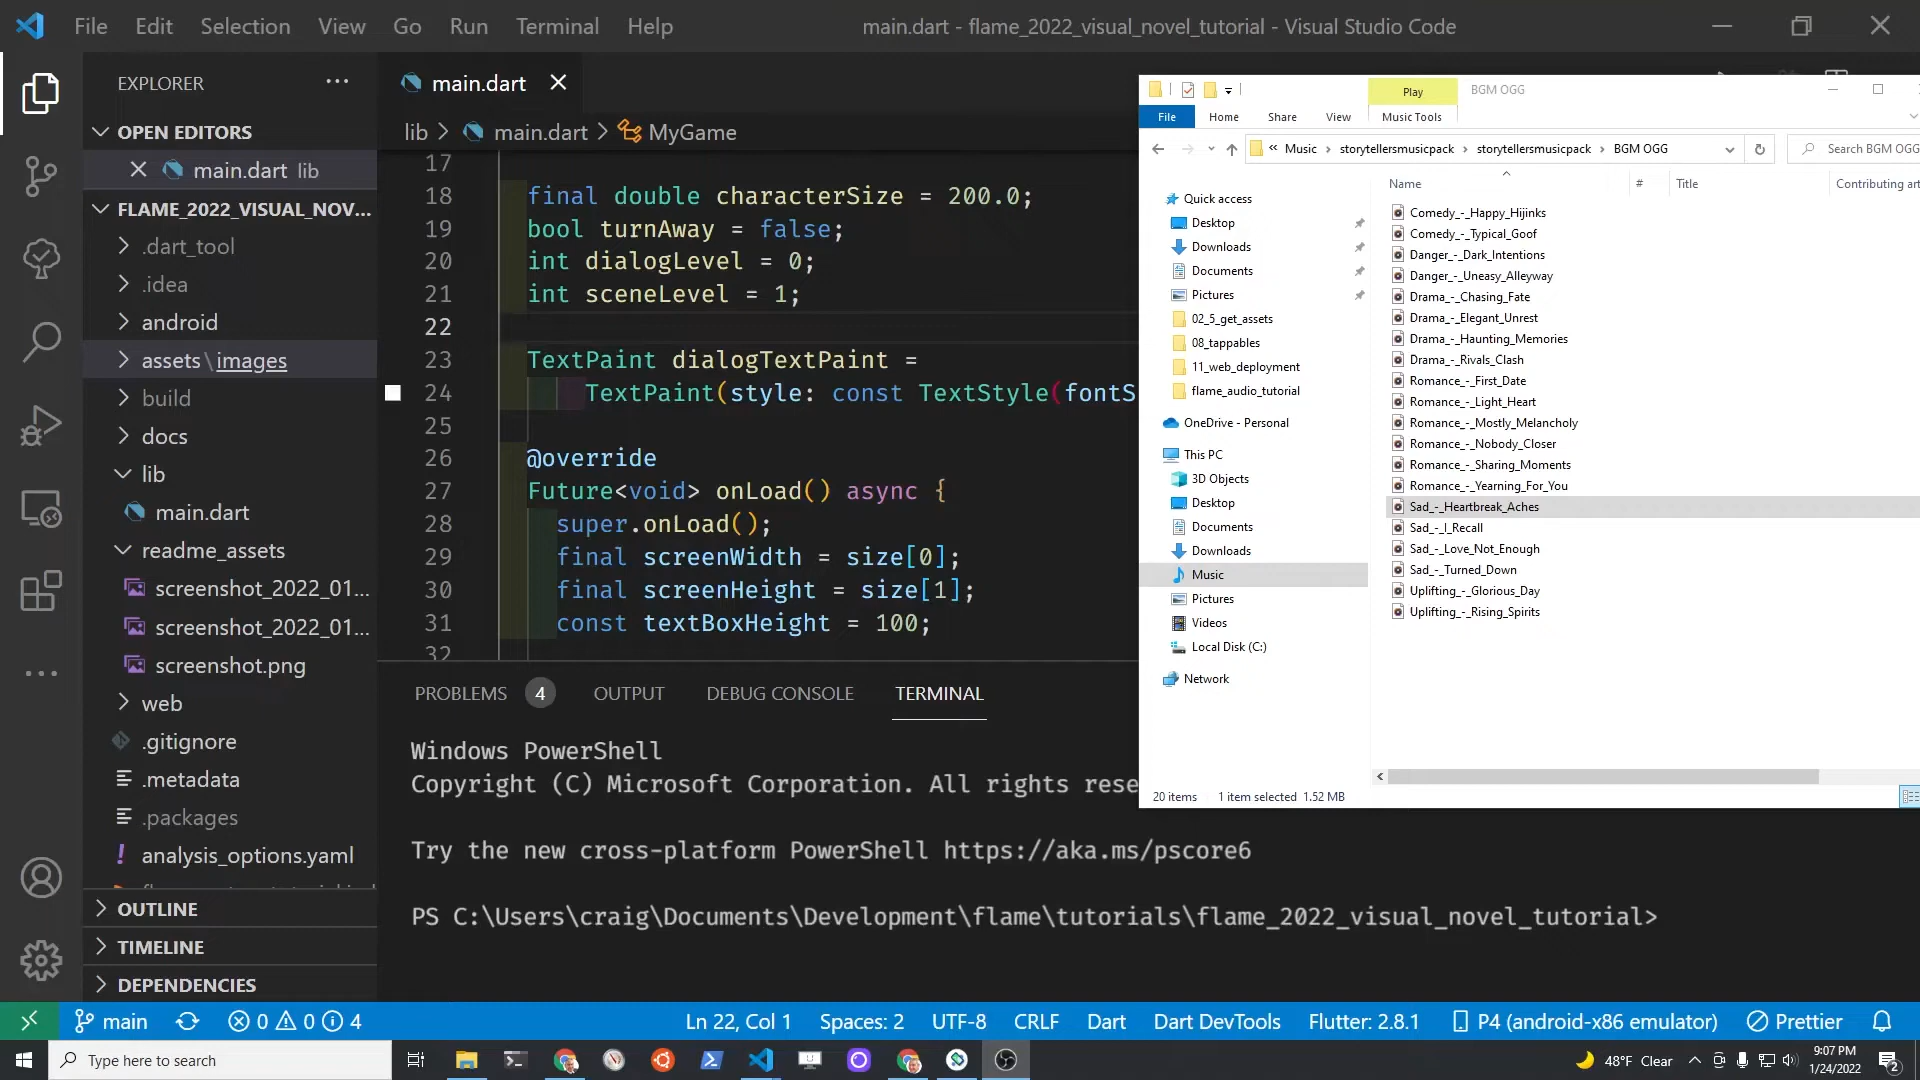 File Edit Selection View Go Run Terminal Help
main.dart - flame_2022_visual_novel_tutorial - Visual Studio Code
EXPLORER
OPEN EDITORS
main.dart lib
FLAME_2022_VISUAL_NOV...
.dart_tool
.idea
android
assets\images
build
docs
lib
main.dart
readme_assets
screenshot_2022_01...
screenshot_2022_01...
screenshot.png
web
.gitignore
.metadata
.packages
analysis_options.yaml
OUTLINE
TIMELINE
DEPENDENCIES
main.dart
lib > main.dart > MyGame
17
18 final double characterSize = 200.0;
19 bool turnAway = false;
20 int dialogLevel = 0;
21 int sceneLevel = 1;
22
23 TextPaint dialogTextPaint =
24 TextPaint(style: const TextStyle(fontS
25
26 @override
27 Future<void> onLoad() async {
28 super.onLoad();
29 final screenWidth = size[0];
30 final screenHeight = size[1];
31 const textBoxHeight = 100;
32
PROBLEMS 4 OUTPUT DEBUG CONSOLE TERMINAL
Windows PowerShell
Copyright (C) Microsoft Corporation. All rights rese
Try the new cross-platform PowerShell https://aka.ms/pscore6
PS C:\Users\craig\Documents\Development\flame\tutorials\flame_2022_visual_novel_tutorial>
Play BGM OGG
File Home Share View Music Tools
« Music > storytellersmusicpack > storytellersmusicpack > BGM OGG
Search BGM OGG
Quick access
Desktop
Downloads
Documents
Pictures
02_5_get_assets
08_tappables
11_web_deployment
flame_audio_tutorial
OneDrive - Personal
This PC
3D Objects
Desktop
Documents
Downloads
Music
Pictures
Videos
Local Disk (C:)
Network
Name # Title Contributing art
Comedy_-_Happy_Hijinks
Comedy_-_Typical_Goof
Danger_-_Dark_Intentions
Danger_-_Uneasy_Alleyway
Drama_-_Chasing_Fate
Drama_-_Elegant_Unrest
Drama_-_Haunting_Memories
Drama_-_Rivals_Clash
Romance_-_First_Date
Romance_-_Light_Heart
Romance_-_Mostly_Melancholy
Romance_-_Nobody_Closer
Romance_-_Sharing_Moments
Romance_-_Yearning_For_You
Sad_-_Heartbreak_Aches
Sad_-_I_Recall
Sad_-_Love_Not_Enough
Sad_-_Turned_Down
Uplifting_-_Glorious_Day
Uplifting_-_Rising_Spirits
20 items 1 item selected 1.52 MB
main 0 0 4
Ln 22, Col 1 Spaces: 2 UTF-8 CRLF Dart Dart DevTools Flutter: 2.8.1 P4 (android-x86 emulator) Prettier
Type here to search
48°F Clear
9:07 PM
1/24/2022
2